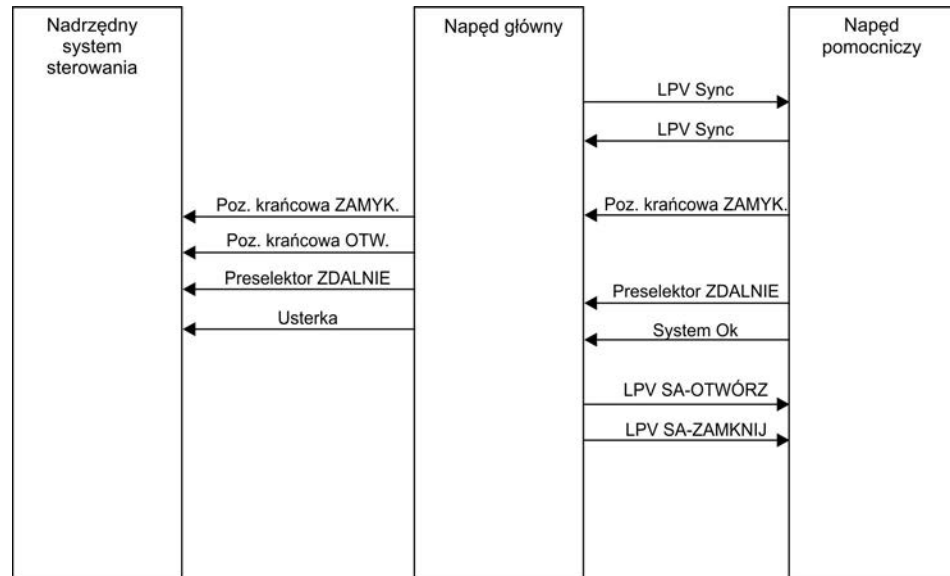 Nadrzędny
system
sterowania
Napęd główny
Napęd
pomocniczy
LPV Sync
LPV Sync
Poz. krańcowa ZAMYK.
Poz. krańcowa ZAMYK.
Poz. krańcowa OTW.
Preselektor ZDALNIE
Preselektor ZDALNIE
Usterka
System Ok
LPV SA-OTWÓRZ
LPV SA-ZAMKNIJ